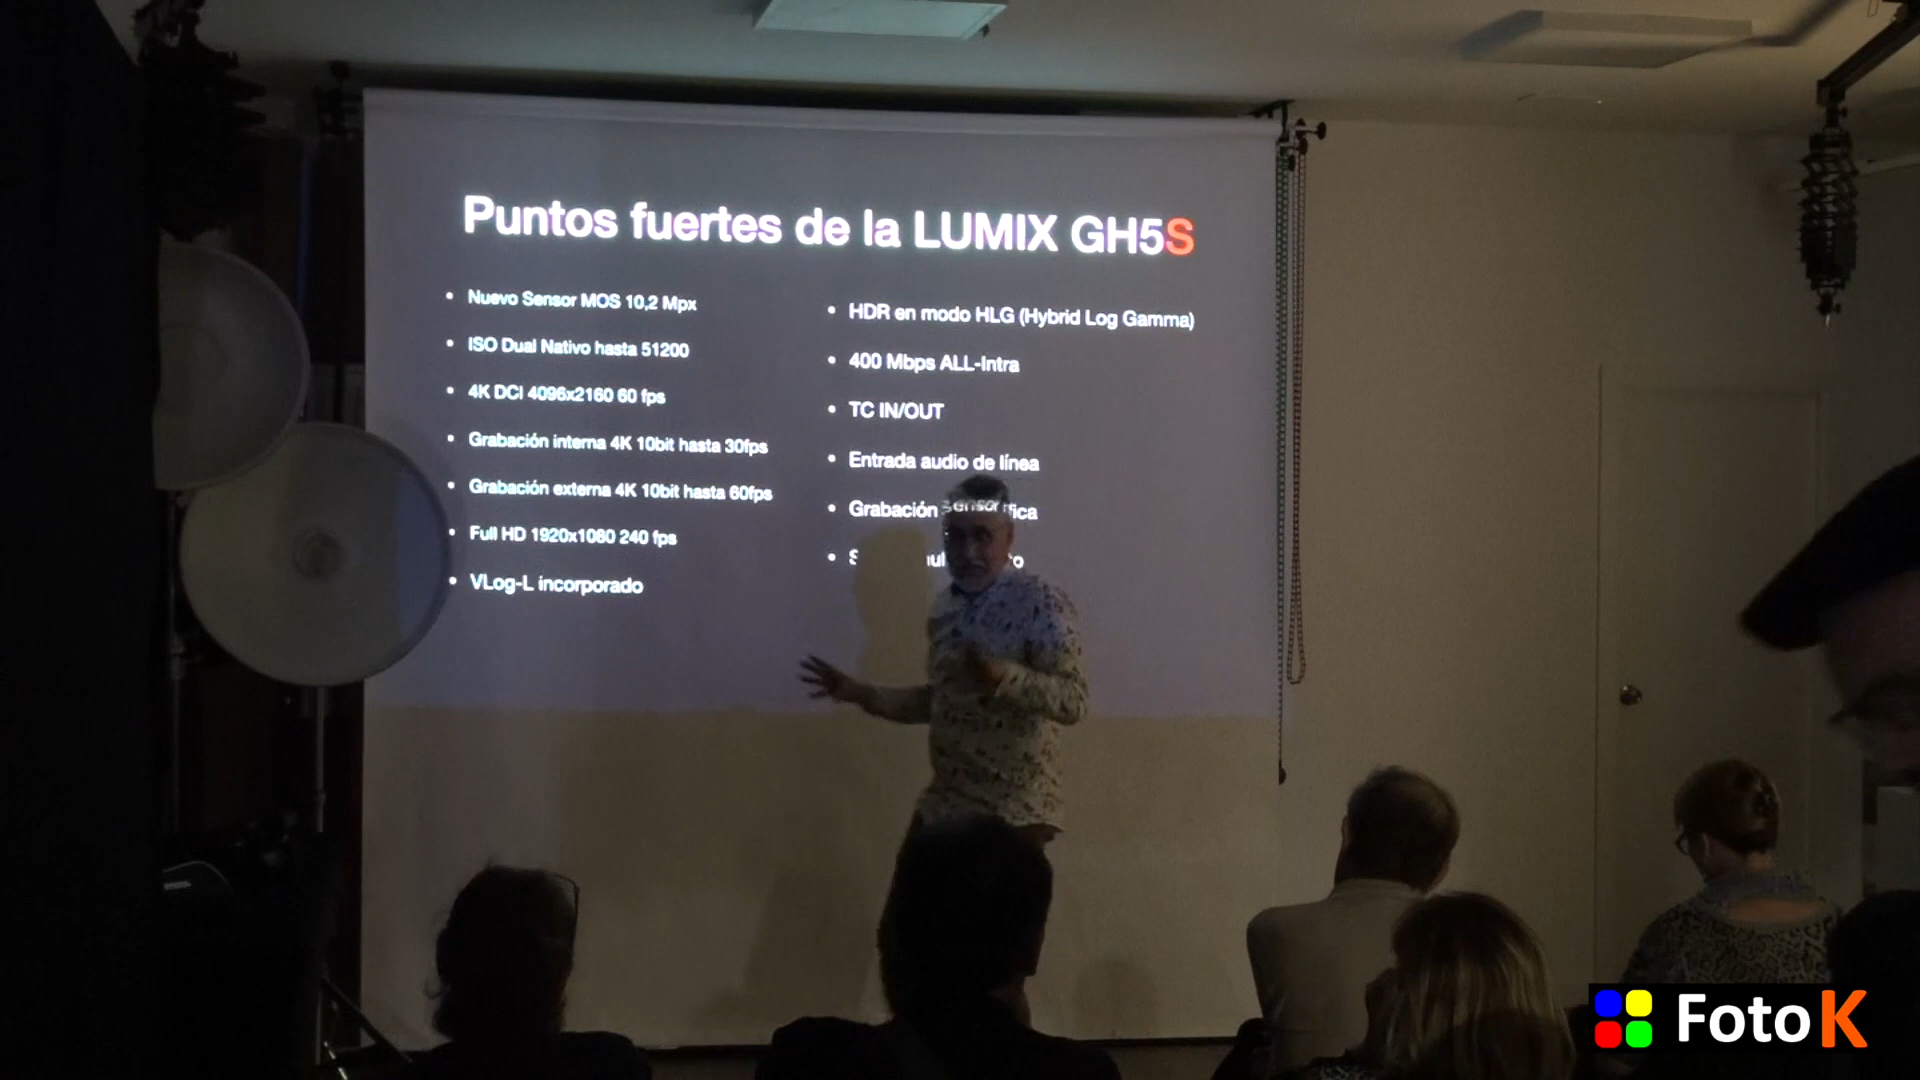 Puntos fuertes de la LUMIX GH5S
• Nuevo Sensor MOS 10,2 Mpx
• ISO Dual Nativo hasta 51200
• 4K DCI 4096x2160 60 fps
• Grabación interna 4K 10bit hasta 30fps
• Grabación externa 4K 10bit hasta 60fps
• Full HD 1920x1080 240 fps
• VLog-L incorporado
• HDR en modo HLG (Hybrid Log Gamma)
• 400 Mbps ALL-Intra
• TC IN/OUT
• Entrada audio de línea
• Grabación
FotoK